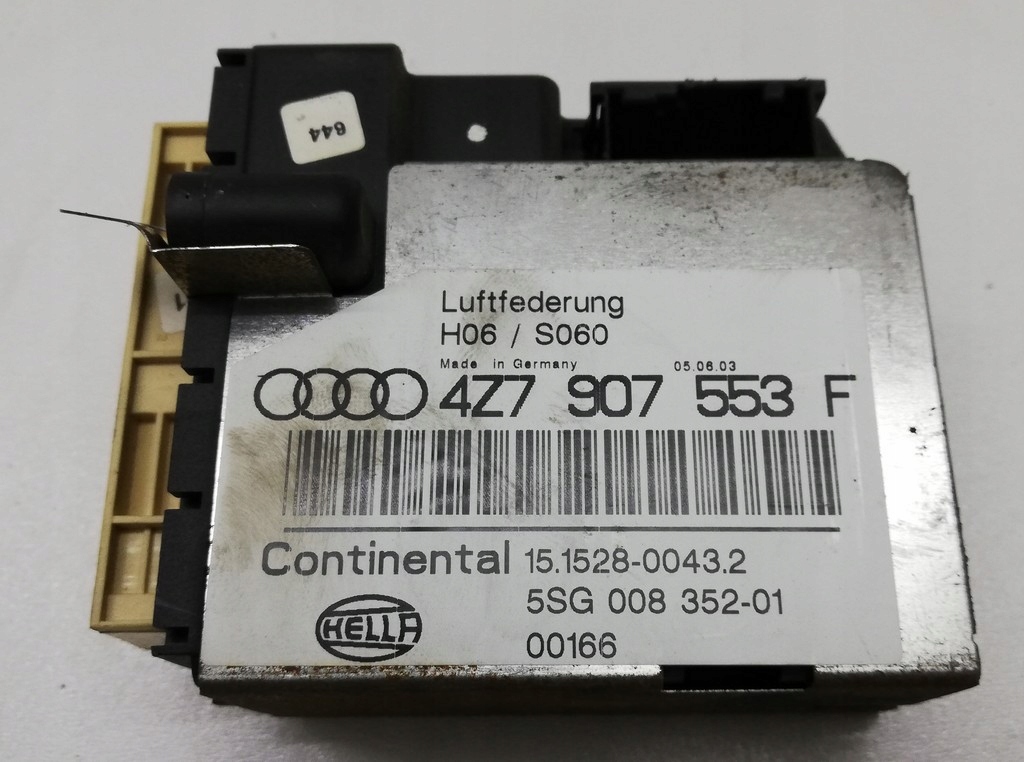 644
Luftfederung
H06 / S060
Made in Germany 05.06.03
4Z7 907 553 F
Continental 15.1528-0043.2
5SG 008 352-01
HELLA
00166